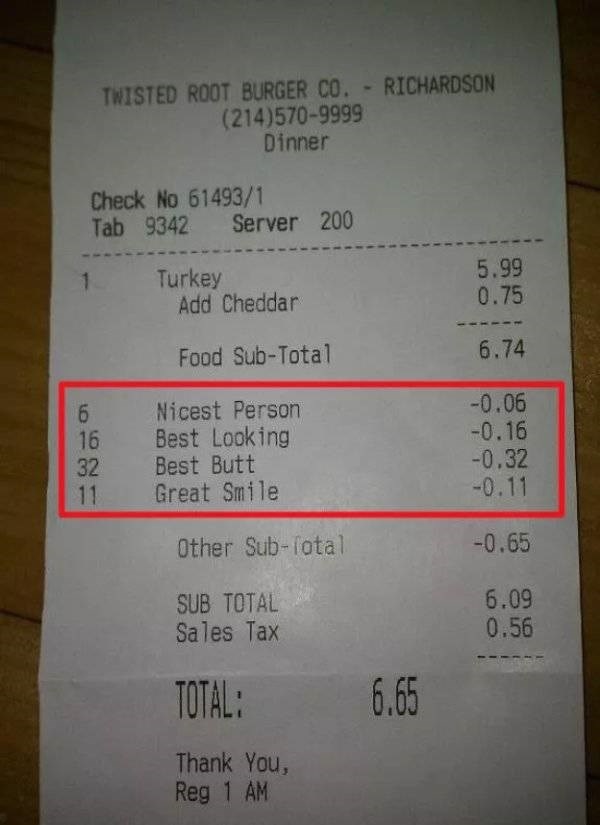 TWISTED ROOT BURGER CO. - RICHARDSON
(214)570-9999
Dinner
Check No 61493/1
Tab 9342 Server 200
1 Turkey 5.99
Add Cheddar 0.75
Food Sub-Total 6.74
6 Nicest Person -0.06
16 Best Looking -0.16
32 Best Butt -0.32
11 Great Smile -0.11
Other Sub-Total -0.65
SUB TOTAL 6.09
Sales Tax 0.56
TOTAL: 6.65
Thank You,
Reg 1 AM